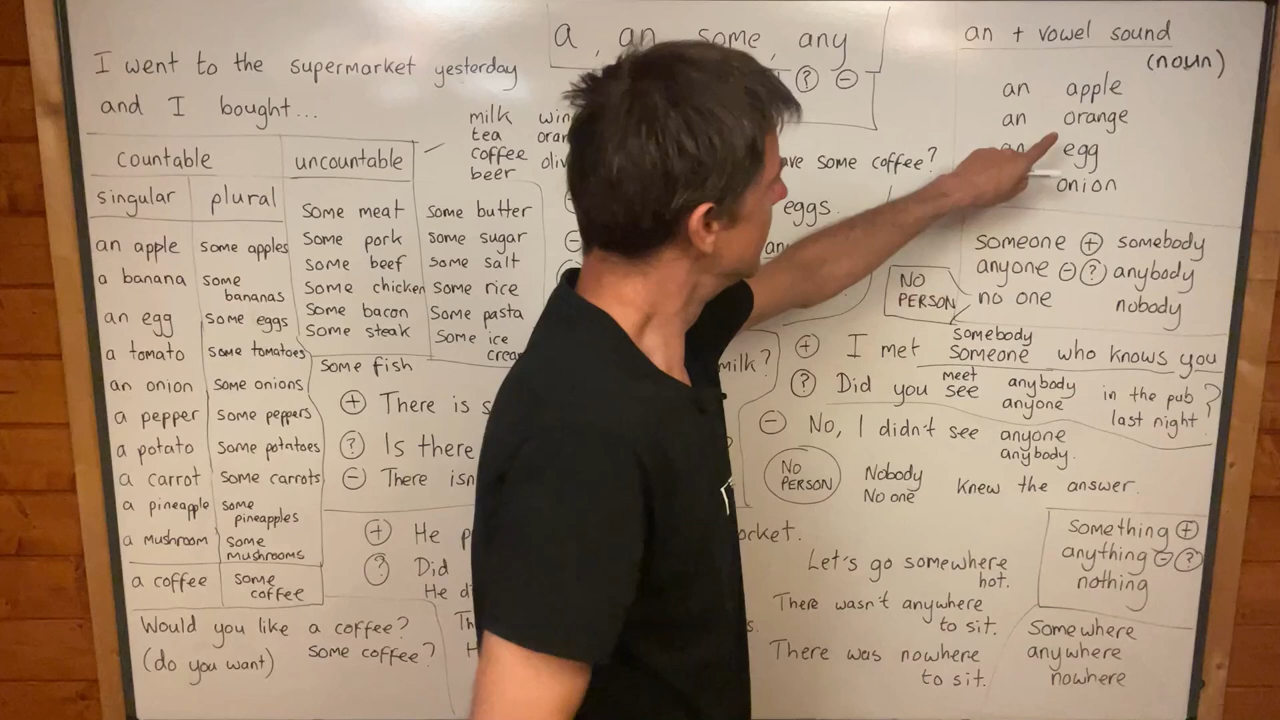 a, an, some, any
? -
I went to the supermarket yesterday
and I bought...
milk
tea
coffee
beer
countable
uncountable
singular plural
an apple some apples
a banana some bananas
an egg some eggs
a tomato some tomatoes
an onion some onions
a pepper some peppers
a potato some potatoes
a carrot some carrots
a pineapple some pineapples
a mushroom some mushrooms
a coffee some coffee
some meat some butter
some pork some sugar
some beef some salt
some chicken some rice
some bacon some pasta
some steak some ice cream
some fish
+ There is
? Is there
- There
+ He
? Did
He
Would you like a coffee?
(do you want) some coffee?
some coffee?
eggs.
milk?
an + vowel sound
(noun)
an apple
an orange
egg
onion
someone + somebody
anyone - ? anybody
no one nobody
NO
PERSON
somebody
+ I met someone who knows you
meet anybody
? Did you see anyone in the pub
last night?
- No, I didn't see anyone
anybody.
NO
PERSON
Nobody
No one knew the answer.
something +
anything - ?
nothing
Let's go somewhere
hot.
There wasn't anywhere
to sit.
There was nowhere
to sit.
Somewhere
anywhere
nowhere